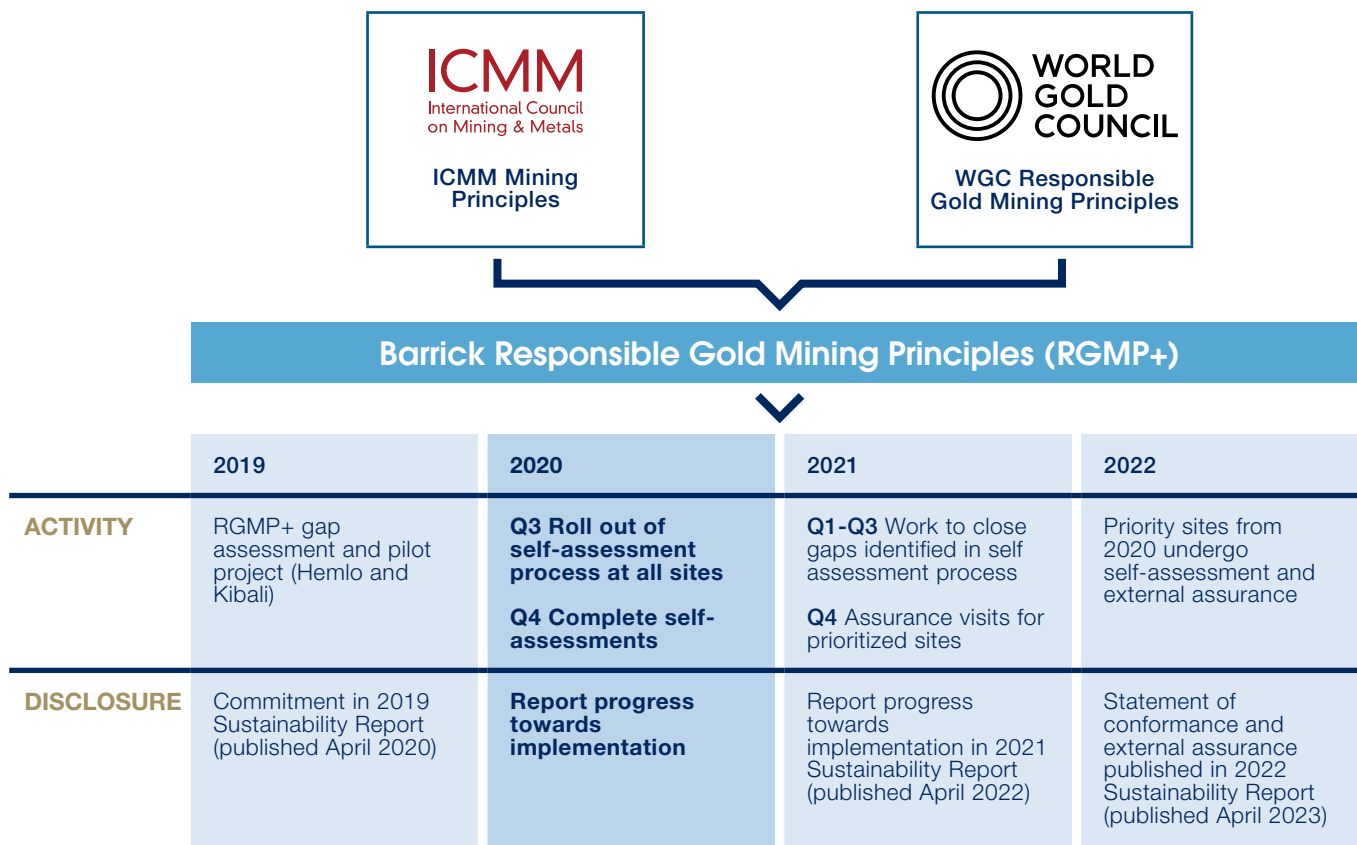 ICMM
International Council
on Mining & Metals
ICMM Mining
Principles
WORLD
GOLD
COUNCIL
WGC Responsible
Gold Mining Principles
Barrick Responsible Gold Mining Principles (RGMP+)
2019
2020
2021
2022
ACTIVITY
RGMP+ gap
assessment and pilot
project (Hemlo and
Kibali)
Q3 Roll out of
self-assessment
process at all sites
Q4 Complete self-
assessments
Q1-Q3 Work to close
gaps identified in self
assessment process
Q4 Assurance visits for
prioritized sites
Priority sites from
2020 undergo
self-assessment and
external assurance
DISCLOSURE
Commitment in 2019
Sustainability Report
(published April 2020)
Report progress
towards
implementation
Report progress
towards
implementation in 2021
Sustainability Report
(published April 2022)
Statement of
conformance and
external assurance
published in 2022
Sustainability Report
(published April 2023)